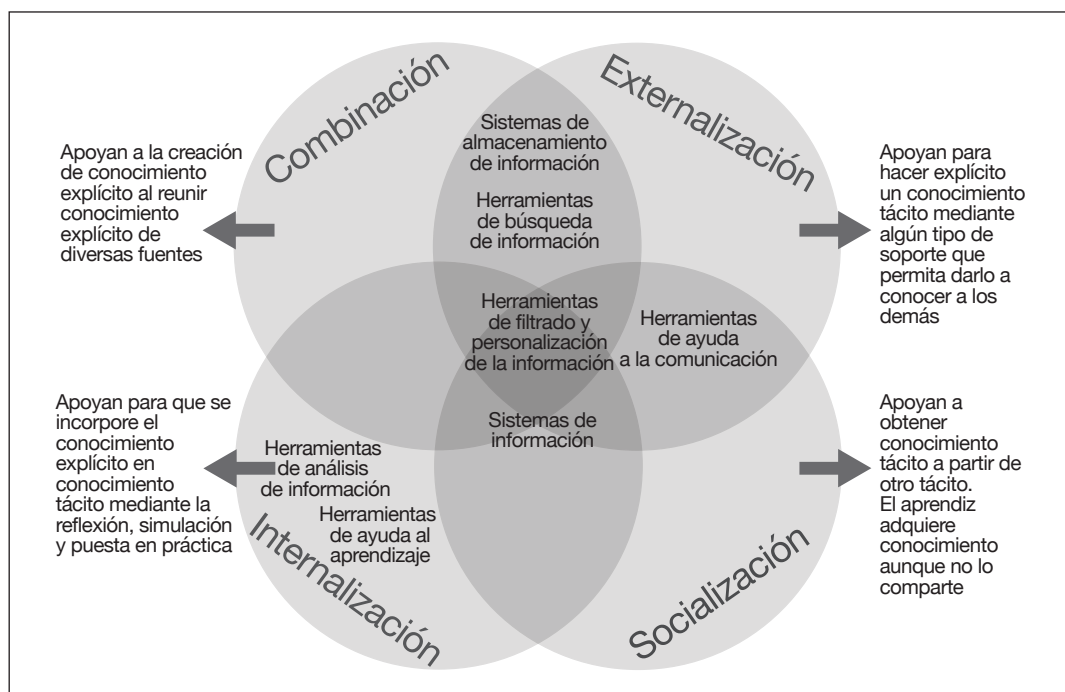 Combinación
Externalización
Sistemas de
almacenamiento
de información
Herramientas
de búsqueda
de información
Apoyan a la creación
de conocimiento
explícito al reunir
conocimiento
explícito de
diversas fuentes
Apoyan para
hacer explícito
un conocimiento
tácito mediante
algún tipo de
soporte que
permita darlo a
conocer a los
demás
Herramientas
de filtrado y
personalización
de la información
Herramientas
de ayuda
a la comunicación
Sistemas de
información
Apoyan para que se
incorpore el
conocimiento
explícito en
conocimiento
tácito mediante la
reflexión, simulación
y puesta en práctica
Herramientas
de análisis
de información
Herramientas
de ayuda al
aprendizaje
Apoyan a
obtener
conocimiento
tácito a partir de
otro tácito.
El aprendiz
adquiere
conocimiento
aunque no lo
comparte
Internalización
Socialización